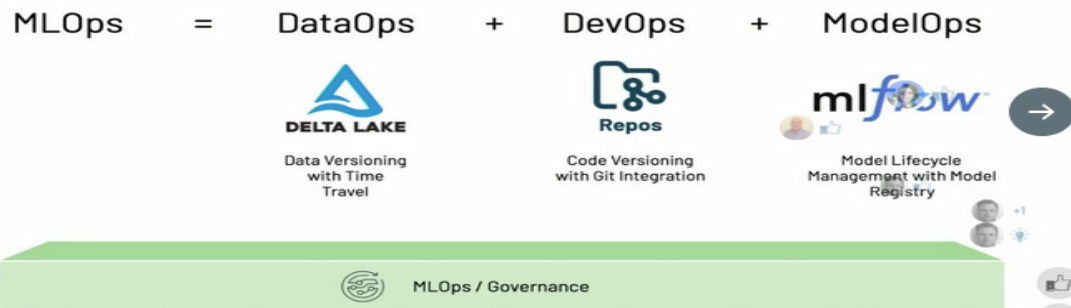 MLOps = DataOps + DevOps + ModelOps
DELTA LAKE
Repos
mlflow
Data Versioning
with Time
Travel
Code Versioning
with Git Integration
Model Lifecycle
Management with Model
Registry
+1
MLOps / Governance